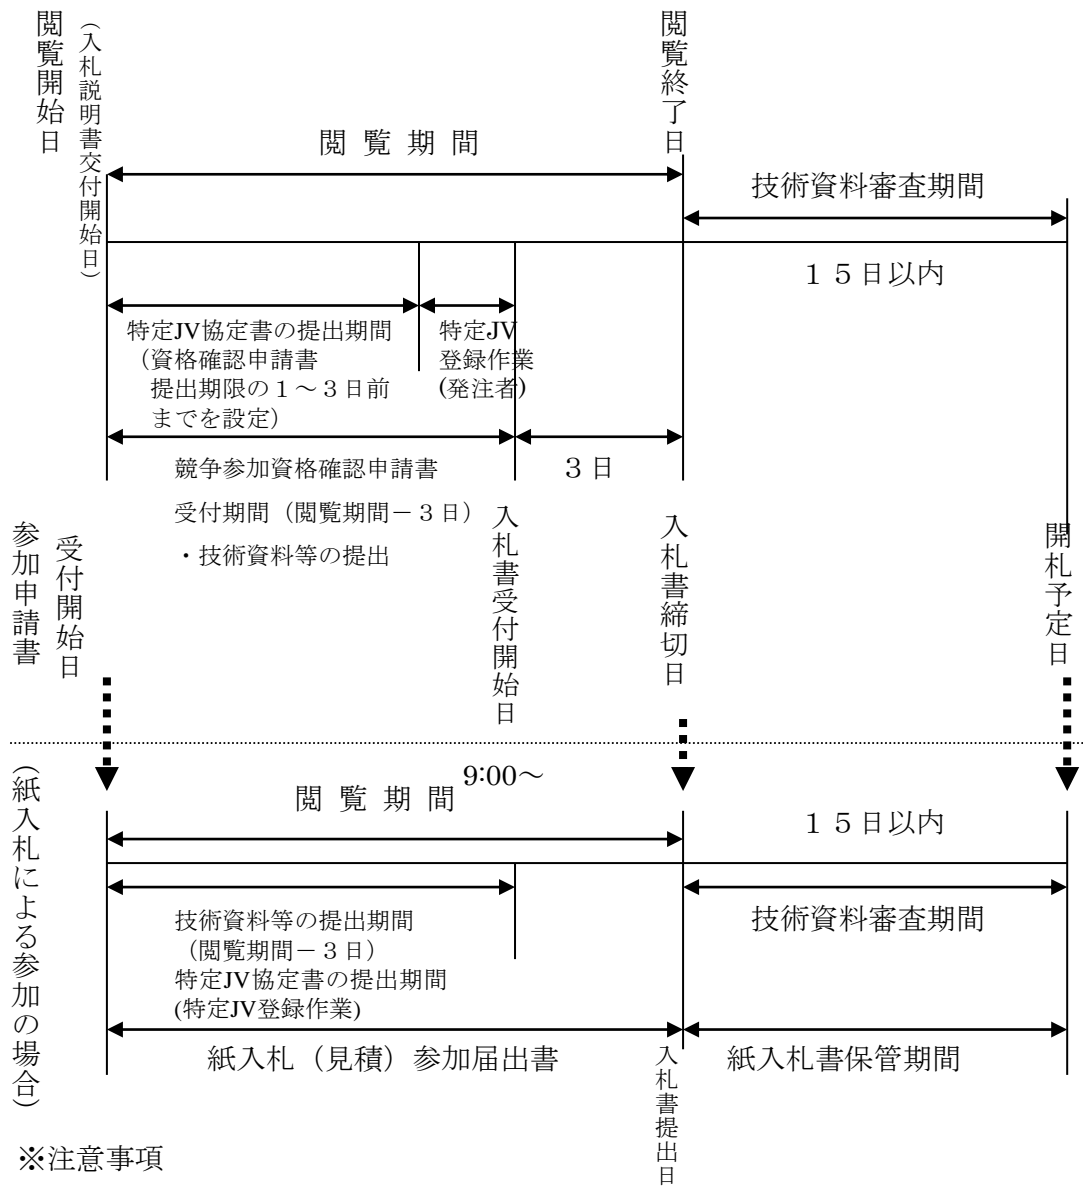 閲覧開始日
（入札説明書交付開始日）
閲覧終了日
閲 覧 期 間
技術資料審査期間
１５日以内
特定JV協定書の提出期間
（資格確認申請書
提出期限の１～３日前
までを設定）
特定JV
登録作業
(発注者)
競争参加資格確認申請書
受付期間（閲覧期間－３日）
・技術資料等の提出
３日
参加申請書
受付開始日
入札書受付開始日
入札書締切日
開札予定日
（紙入札による参加の場合）
9:00～
閲 覧 期 間
１５日以内
技術資料等の提出期間
（閲覧期間－３日）
特定JV協定書の提出期間
(特定JV登録作業)
技術資料審査期間
紙入札（見積）参加届出書
入札書提出日
紙入札書保管期間
※注意事項